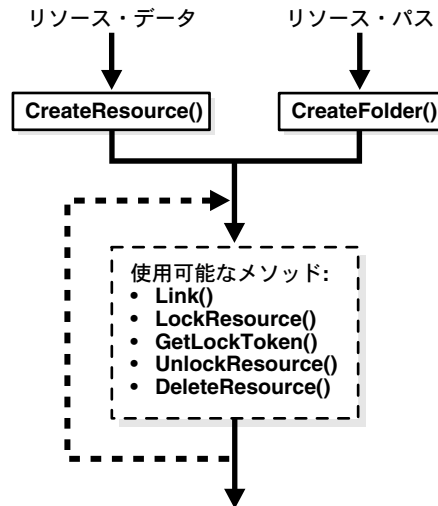 リソース・データ
リソース・パス
CreateResource()
CreateFolder()
使用可能なメソッド:
• Link()
• LockResource()
• GetLockToken()
• UnlockResource()
• DeleteResource()